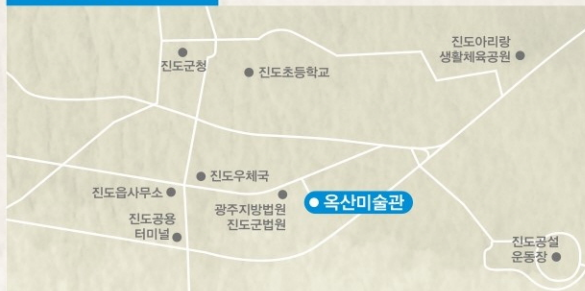 진도군청
진도초등학교
진도아리랑
생활체육공원
진도우체국
진도읍사무소
광주지방법원
진도군법원
옥산미술관
진도공용
터미널
진도공설
운동장